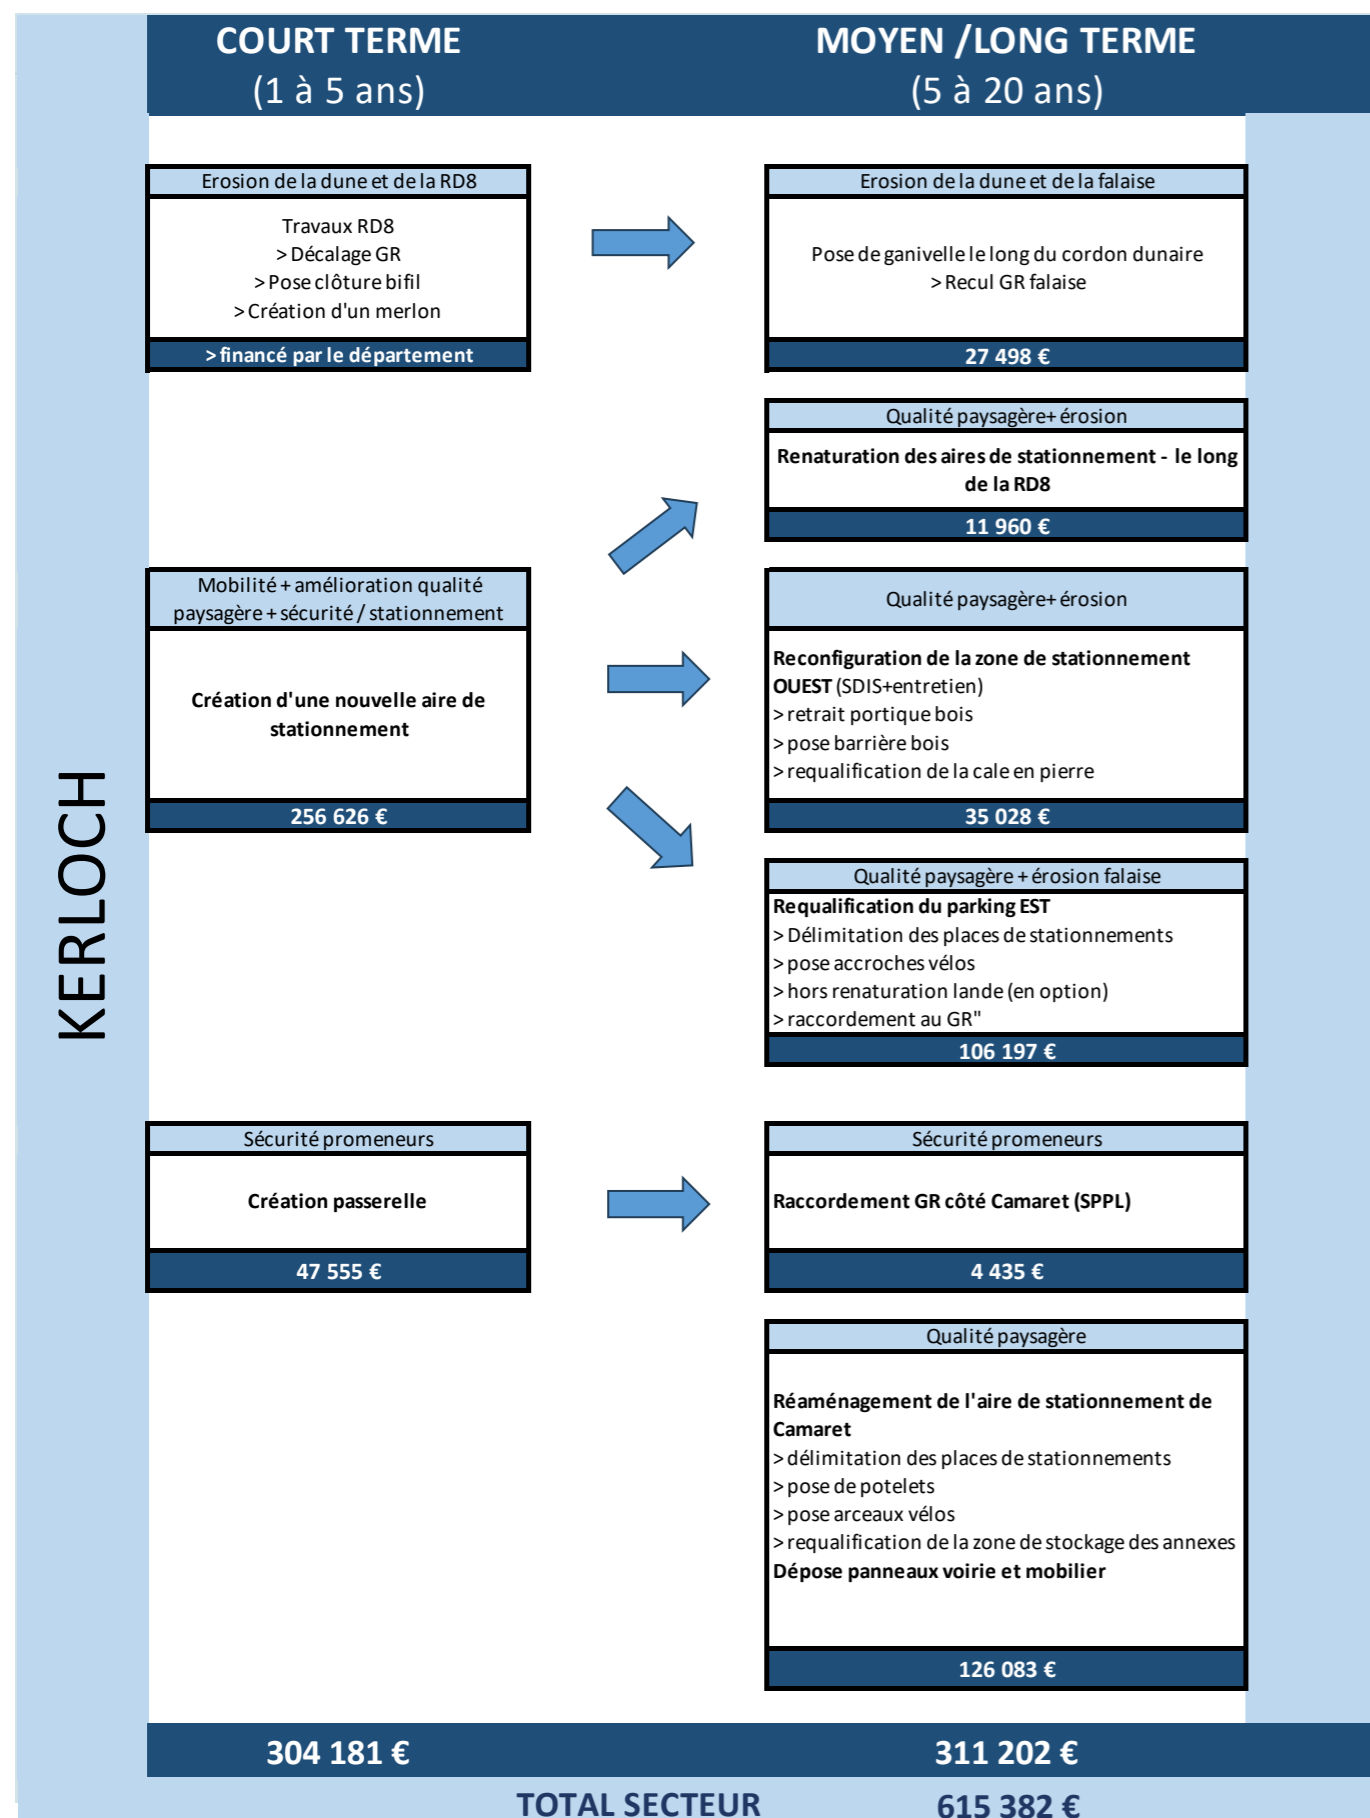 COURT TERME
(1 à 5 ans)
MOYEN /LONG TERME
(5 à 20 ans)
KERLOCH
Erosion de la dune et de la RD8
Travaux RD8
> Décalage GR
> Pose clôture bifil
> Création d'un merlon
> financé par le département
Erosion de la dune et de la falaise
Pose de ganivelle le long du cordon dunaire
> Recul GR falaise
27 498 €
Qualité paysagère+ érosion
Renaturation des aires de stationnement - le long
de la RD8
11 960 €
Mobilité + amélioration qualité
paysagère + sécurité / stationnement
Création d'une nouvelle aire de
stationnement
256 626 €
Qualité paysagère+ érosion
Reconfiguration de la zone de stationnement
OUEST (SDIS+entretien)
> retrait portique bois
> pose barrière bois
> requalification de la cale en pierre
35 028 €
Qualité paysagère + érosion falaise
Requalification du parking EST
> Délimitation des places de stationnements
> pose accroches vélos
> hors renaturation lande (en option)
> raccordement au GR"
106 197 €
Sécurité promeneurs
Création passerelle
47 555 €
Sécurité promeneurs
Raccordement GR côté Camaret (SPPL)
4 435 €
Qualité paysagère
Réaménagement de l'aire de stationnement de
Camaret
> délimitation des places de stationnements
> pose de potelets
> pose arceaux vélos
> requalification de la zone de stockage des annexes
Dépose panneaux voirie et mobilier
126 083 €
304 181 €
311 202 €
TOTAL SECTEUR
615 382 €